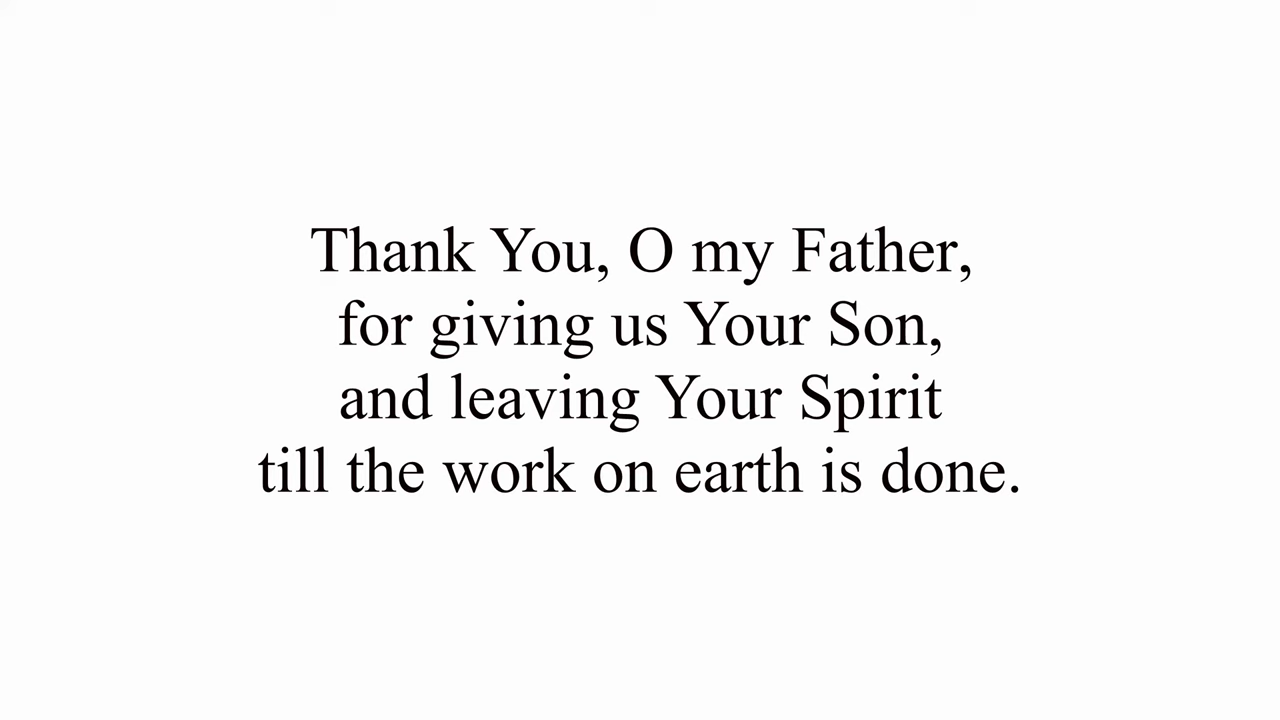 Thank You, O my Father,
for giving us Your Son,
and leaving Your Spirit
till the work on earth is done.